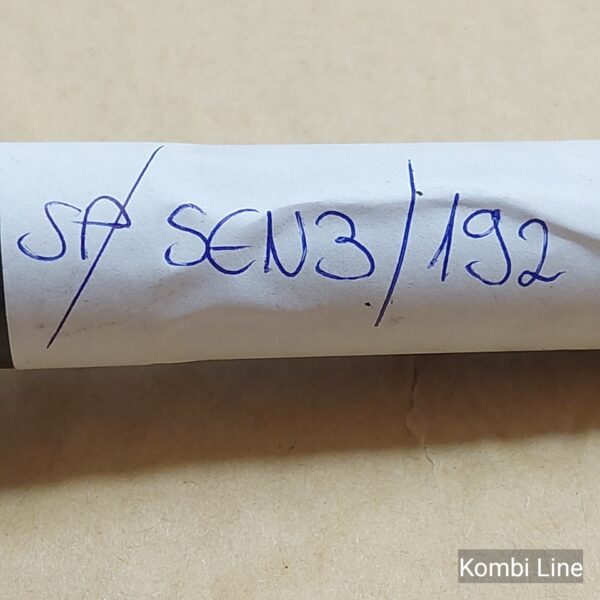 SA/ SEN3/192
Kombi Line